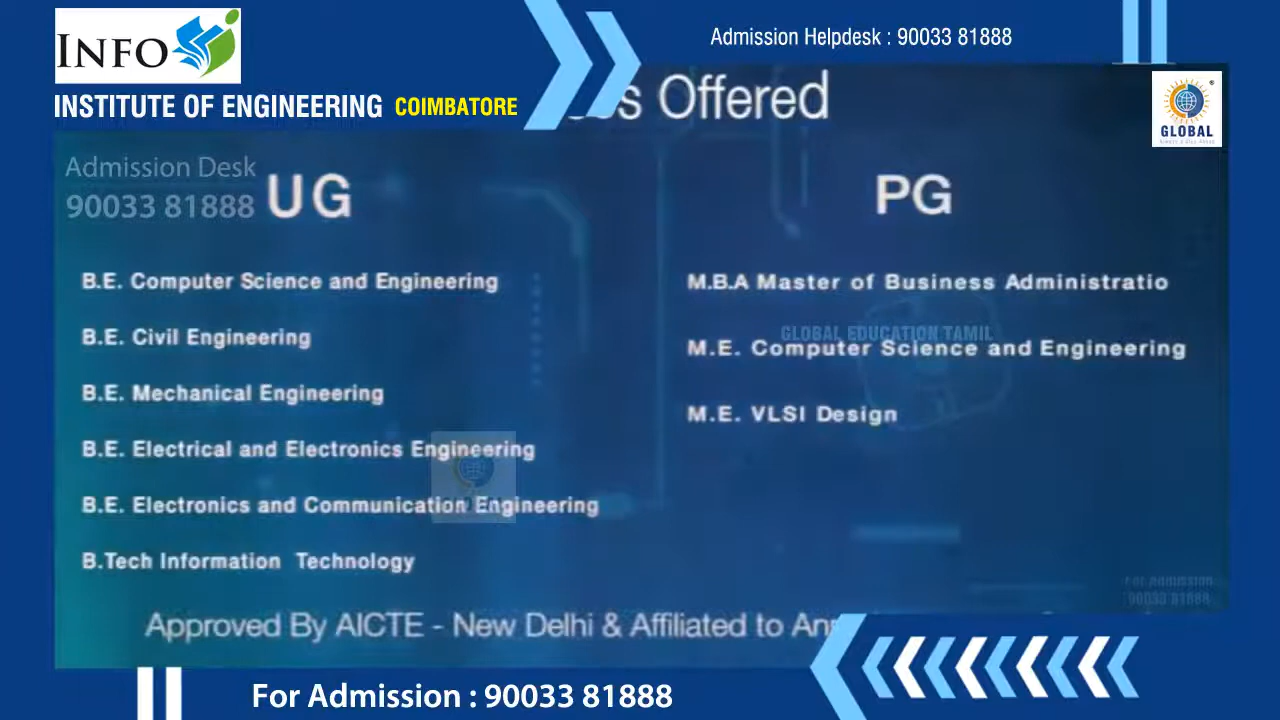 INFO
INSTITUTE OF ENGINEERING COIMBATORE
Admission Helpdesk : 90033 81888
Offered
GLOBAL
Admission Desk
90033 81888
UG
B.E. Computer Science and Engineering
B.E. Civil Engineering
B.E. Mechanical Engineering
B.E. Electrical and Electronics Engineering
B.E. Electronics and Communication Engineering
B.Tech Information Technology
PG
M.B.A Master of Business Administratio
GLOBAL EDUCATION TAMIL
M.E. Computer Science and Engineering
M.E. VLSI Design
For Admission
90033 81888
Approved By AICTE - New Delhi & Affiliated to
For Admission : 90033 81888